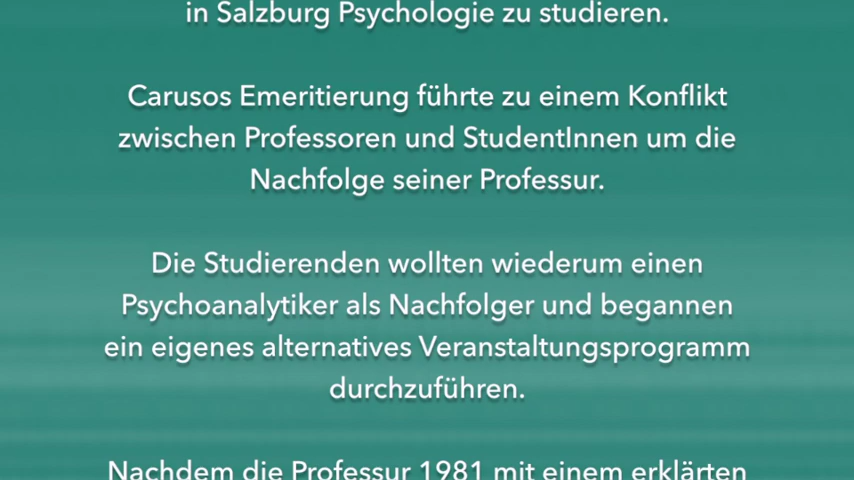 in Salzburg Psychologie zu studieren.
Carusos Emeritierung führte zu einem Konflikt
zwischen Professoren und StudentInnen um die
Nachfolge seiner Professur.
Die Studierenden wollten wiederum einen
Psychoanalytiker als Nachfolger und begannen
ein eigenes alternatives Veranstaltungsprogramm
durchzuführen.
Nachdem die Professur 1981 mit einem erklärten